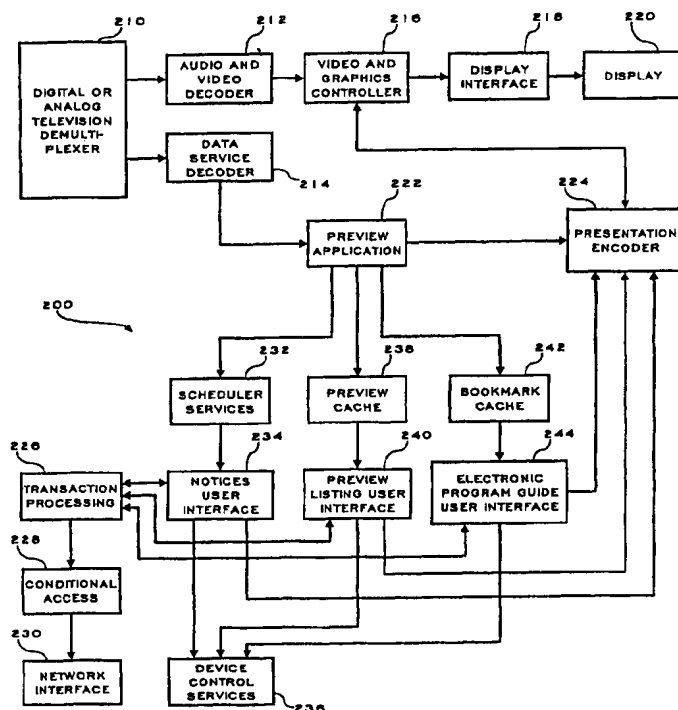 210
212
216
218
220
DIGITAL OR
ANALOG
TELEVISION
DEMULTI-
PLEXER
AUDIO AND
VIDEO
DECODER
VIDEO AND
GRAPHICS
CONTROLLER
DISPLAY
INTERFACE
DISPLAY
DATA
SERVICE
DECODER
214
222
224
PREVIEW
APPLICATION
PRESENTATION
ENCODER
200
232
238
242
SCHEDULER
SERVICES
PREVIEW
CACHE
BOOKMARK
CACHE
226
234
240
244
TRANSACTION
PROCESSING
NOTICES
USER
INTERFACE
PREVIEW
LISTING USER
INTERFACE
ELECTRONIC
PROGRAM GUIDE
USER INTERFACE
228
CONDITIONAL
ACCESS
230
NETWORK
INTERFACE
DEVICE
CONTROL
SERVICES
236